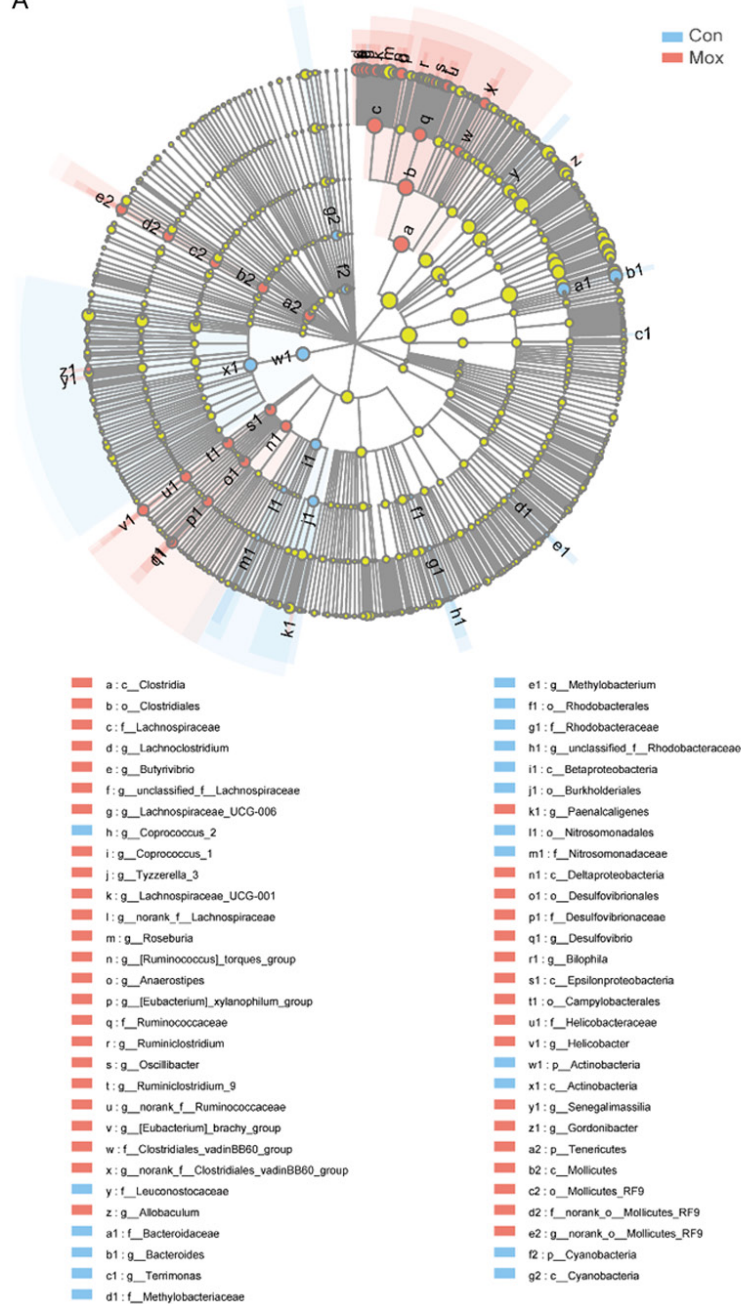 A
Con
Mox
m
p
r
s
u
x
c
q
w
b
y
z
a
e2
d2
c2
b2
a2
g2
f2
a1
b1
c1
x1
w1
z1
y1
s1
n1
i1
t1
o1
u1
l1
j1
f1
d1
v1
p1
q1
m1
g1
e1
k1
h1
a : c__Clostridia
b : o__Clostridiales
c : f__Lachnospiraceae
d : g__Lachnoclostridium
e : g__Butyrivibrio
f : g__unclassified_f__Lachnospiraceae
g : g__Lachnospiraceae_UCG-006
h : g__Coprococcus_2
i : g__Coprococcus_1
j : g__Tyzzerella_3
k : g__Lachnospiraceae_UCG-001
l : g__norank_f__Lachnospiraceae
m : g__Roseburia
n : g__[Ruminococcus]_torques_group
o : g__Anaerostipes
p : g__[Eubacterium]_xylanophilum_group
q : f__Ruminococcaceae
r : g__Ruminiclostridium
s : g__Oscillibacter
t : g__Ruminiclostridium_9
u : g__norank_f__Ruminococcaceae
v : g__[Eubacterium]_brachy_group
w : f__Clostridiales_vadinBB60_group
x : g__norank_f__Clostridiales_vadinBB60_group
y : f__Leuconostocaceae
z : g__Allobaculum
a1 : f__Bacteroidaceae
b1 : g__Bacteroides
c1 : g__Terrimonas
d1 : f__Methylobacteriaceae
e1 : g__Methylobacterium
f1 : o__Rhodobacterales
g1 : f__Rhodobacteraceae
h1 : g__unclassified_f__Rhodobacteraceae
i1 : c__Betaproteobacteria
j1 : o__Burkholderiales
k1 : g__Paenalcaligenes
l1 : o__Nitrosomonadales
m1 : f__Nitrosomonadaceae
n1 : c__Deltaproteobacteria
o1 : o__Desulfovibrionales
p1 : f__Desulfovibrionaceae
q1 : g__Desulfovibrio
r1 : g__Bilophila
s1 : c__Epsilonproteobacteria
t1 : o__Campylobacterales
u1 : f__Helicobacteraceae
v1 : g__Helicobacter
w1 : p__Actinobacteria
x1 : c__Actinobacteria
y1 : g__Senegalimassilia
z1 : g__Gordonibacter
a2 : p__Tenericutes
b2 : c__Mollicutes
c2 : o__Mollicutes_RF9
d2 : f__norank_o__Mollicutes_RF9
e2 : g__norank_o__Mollicutes_RF9
f2 : p__Cyanobacteria
g2 : c__Cyanobacteria